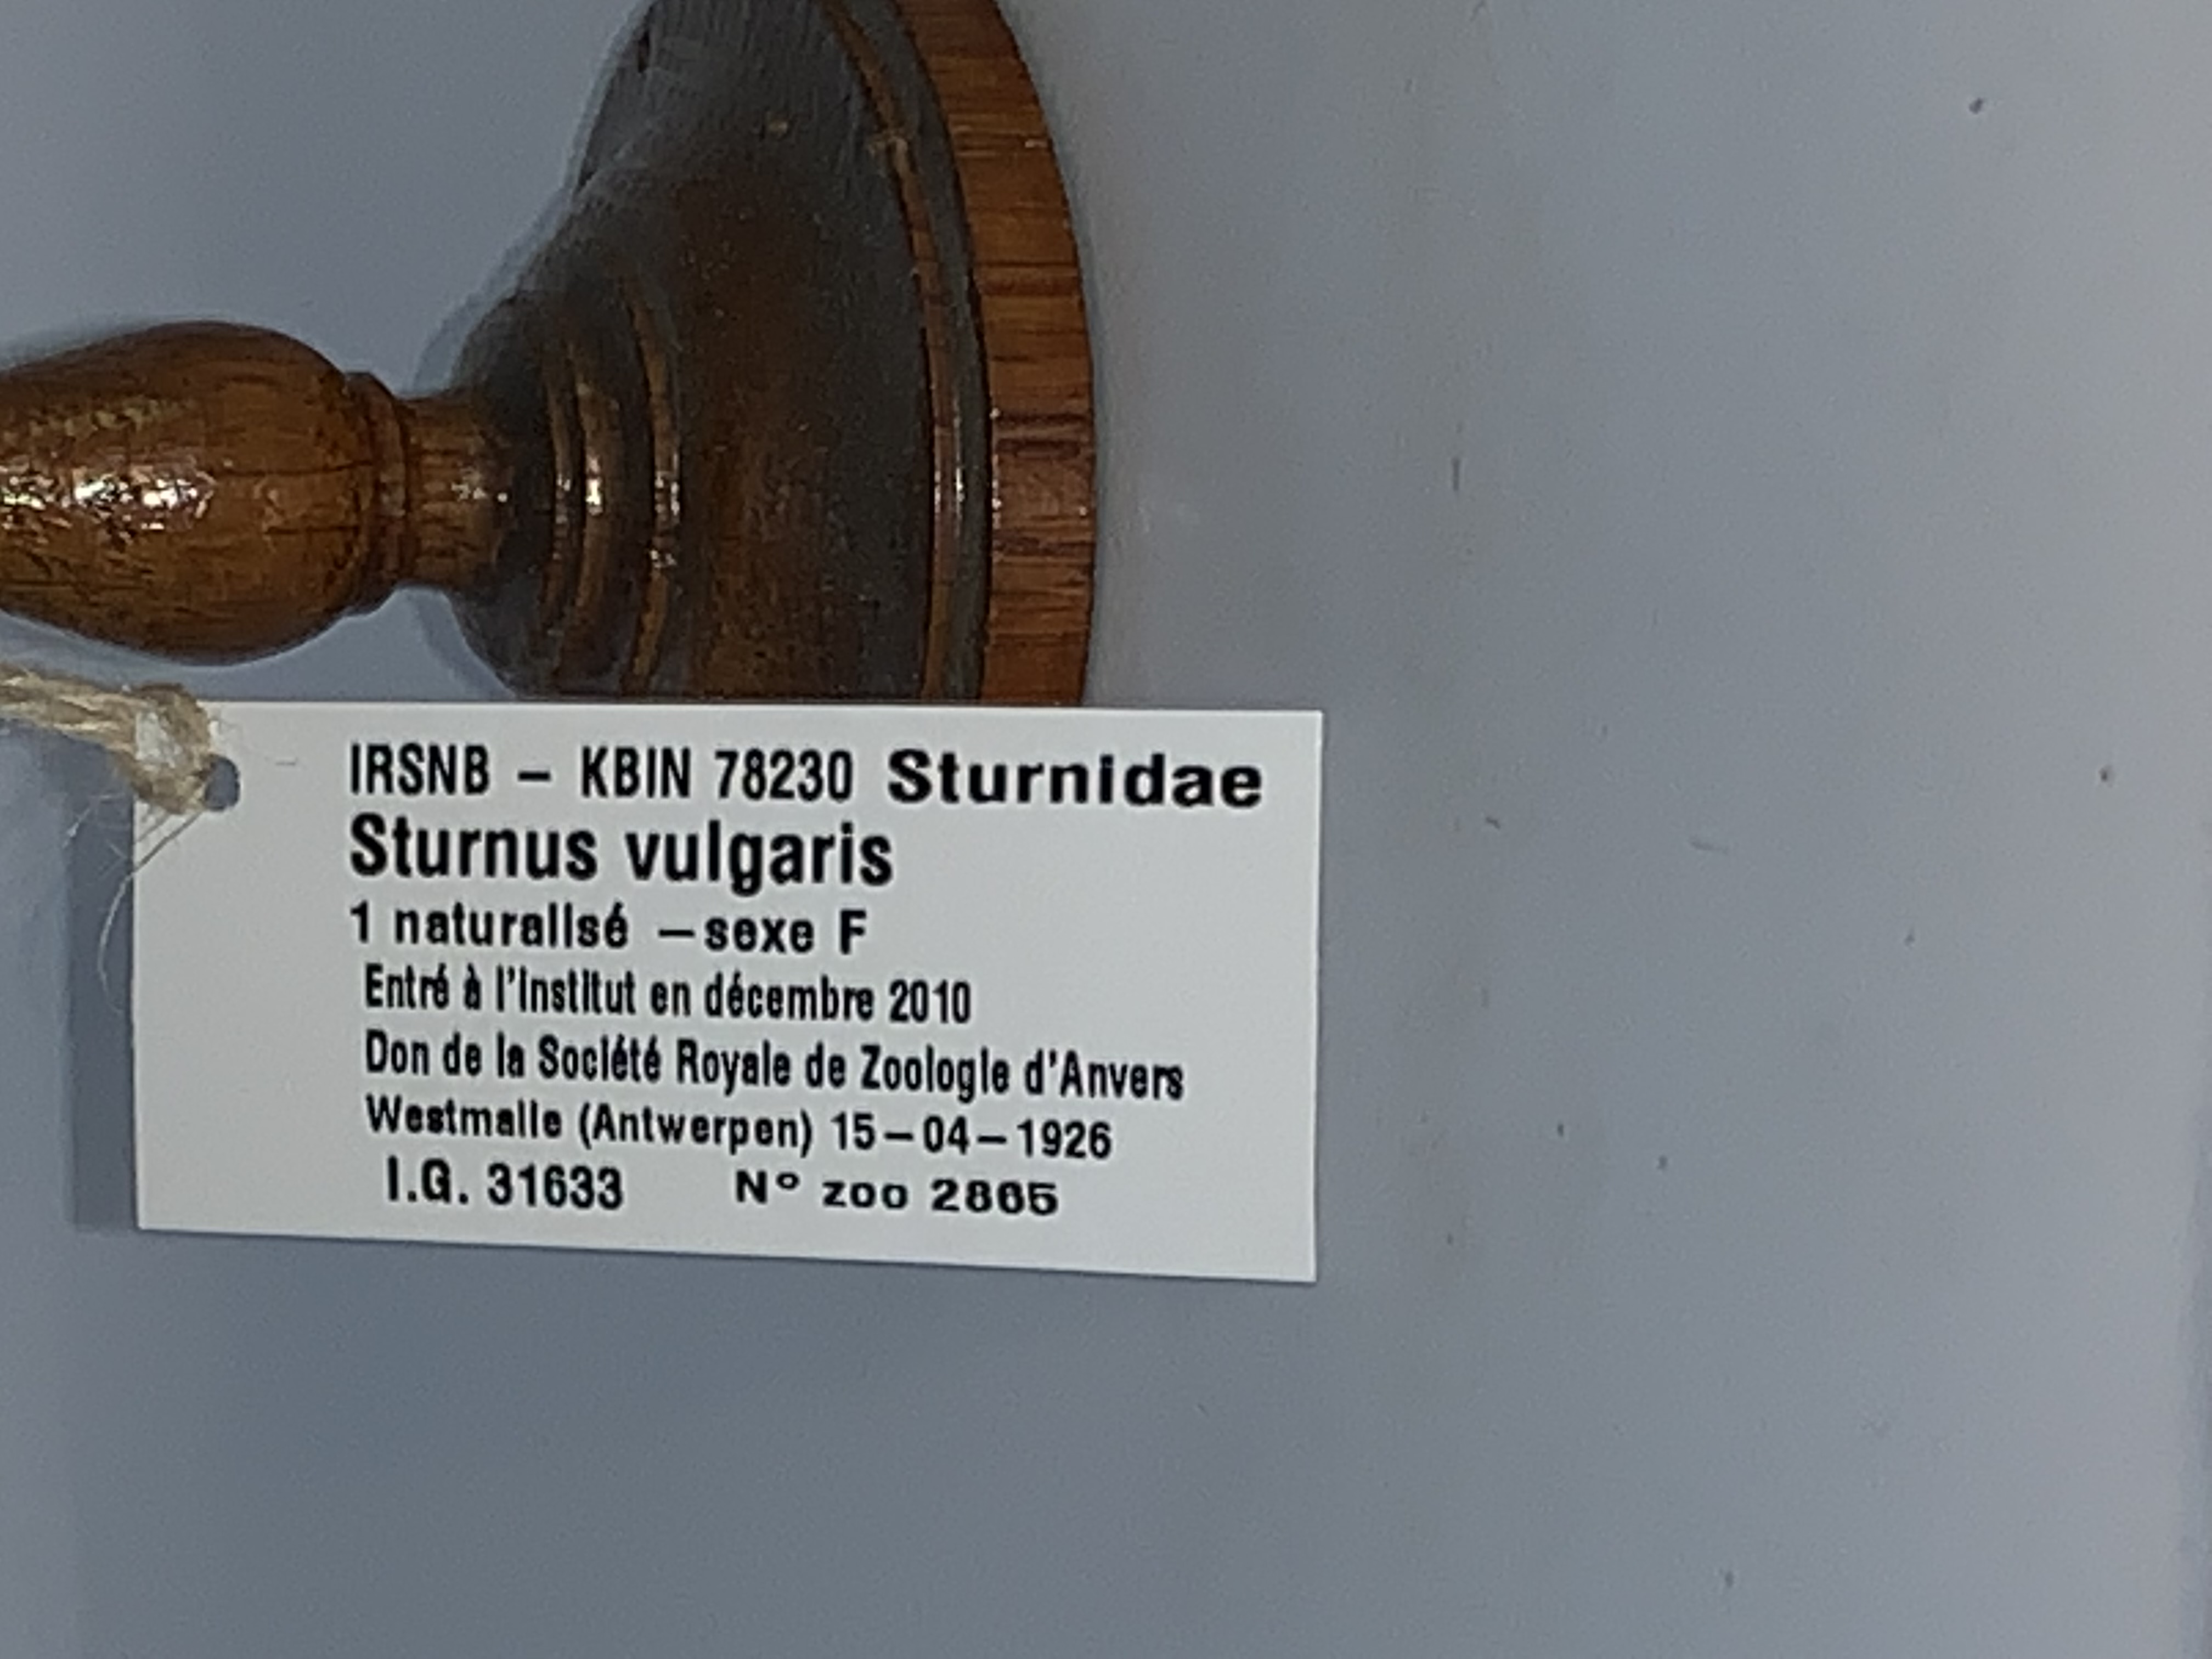 IRSNB – KBIN 78230 Sturnidae
Sturnus vulgaris
1 naturalisé – sexe F
Entré à l'Institut en décembre 2010
Don de la Société Royale de Zoologie d'Anvers
Westmalle (Antwerpen) 15-04-1926
I.G. 31633 N° zoo 2865